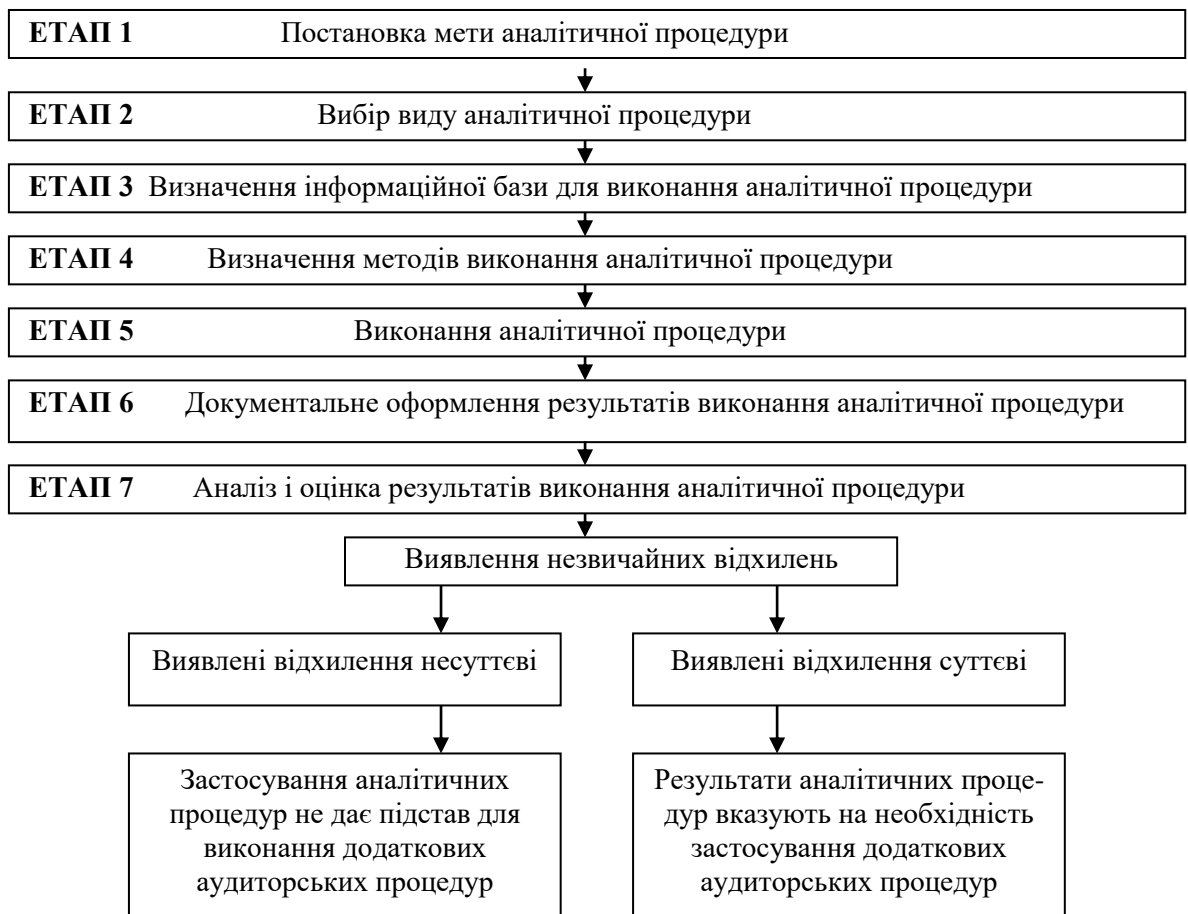 ЕТАП 1 Постановка мети аналітичної процедури
ЕТАП 2 Вибір виду аналітичної процедури
ЕТАП 3 Визначення інформаційної бази для виконання аналітичної процедури
ЕТАП 4 Визначення методів виконання аналітичної процедури
ЕТАП 5 Виконання аналітичної процедури
ЕТАП 6 Документальне оформлення результатів виконання аналітичної процедури
ЕТАП 7 Аналіз і оцінка результатів виконання аналітичної процедури
Виявлення незвичайних відхилень
Виявлені відхилення несуттєві
Виявлені відхилення суттєві
Застосування аналітичних
процедур не дає підстав для
виконання додаткових
аудиторських процедур
Результати аналітичних проце-
дур вказують на необхідність
застосування додаткових
аудиторських процедур